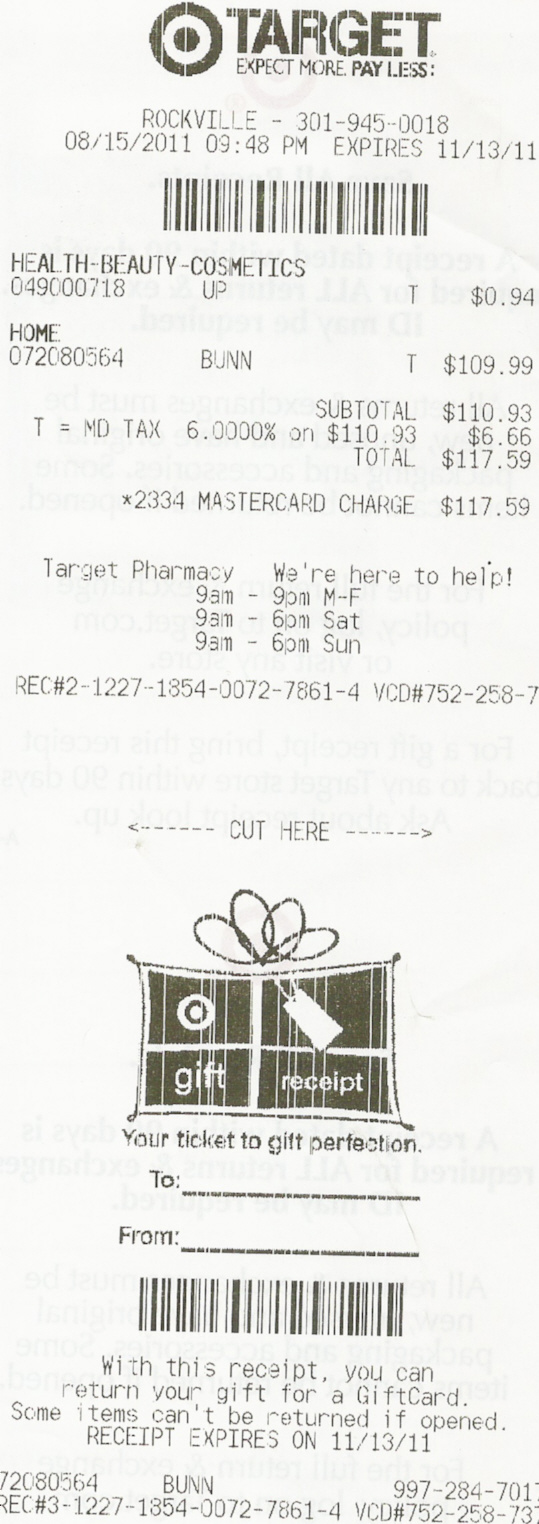 TARGET
EXPECT MORE. PAY LESS.
ROCKVILLE - 301-945-0018
08/15/2011 09:48 PM EXPIRES 11/13/11
HEALTH-BEAUTY-COSMETICS
049000718 UP T $0.94
HOME
072080564 BUNN T $109.99
SUBTOTAL $110.93
T = MD TAX 6.0000% on $110.93 $6.66
TOTAL $117.59
*2334 MASTERCARD CHARGE $117.59
Target Pharmacy We're here to help!
9am - 9pm M-F
9am - 6pm Sat
9am - 6pm Sun
REC#2-1227-1854-0072-7861-4 VCD#752-258-7
<------ CUT HERE ------>
gift receipt
Your ticket to gift perfection.
To:
From:
With this receipt, you can
return your gift for a GiftCard.
Some items can't be returned if opened.
RECEIPT EXPIRES ON 11/13/11
72080564 BUNN 997-284-7017
REC#3-1227-1854-0072-7861-4 VCD#752-258-737